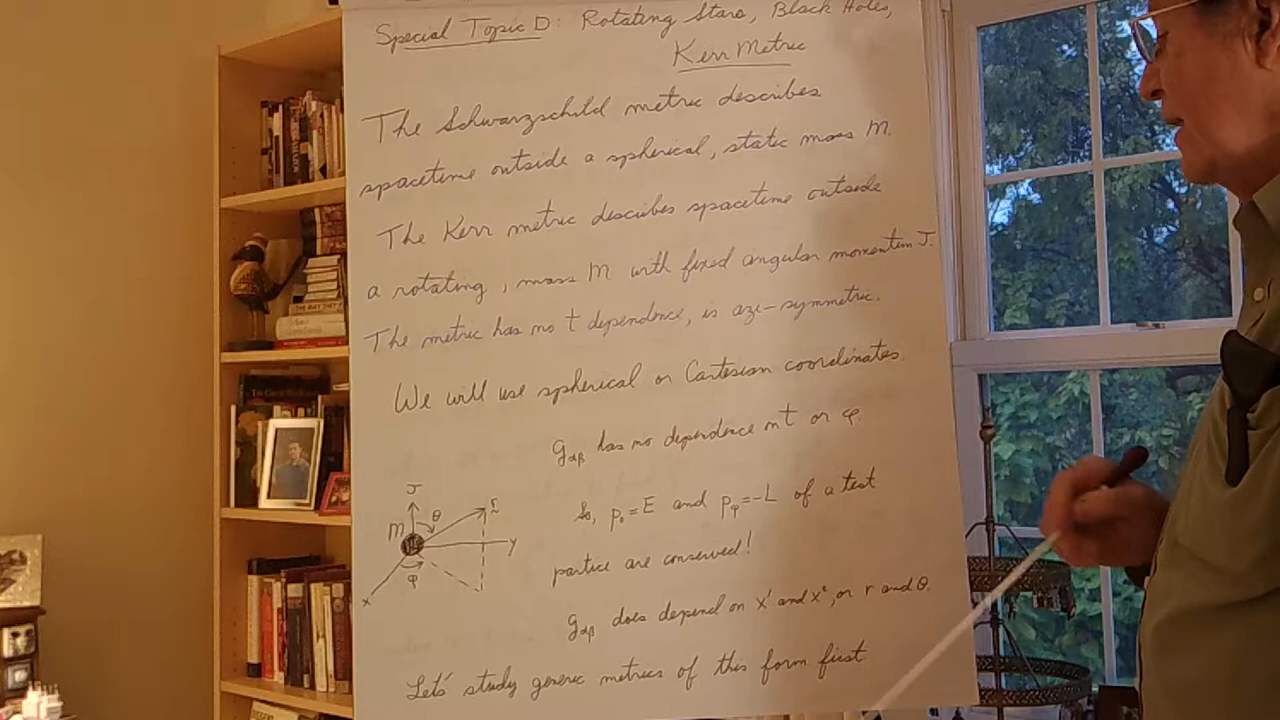 Special Topic D: Rotating Stars, Black Holes,
Kerr Metric
The Schwarzschild metric describes
spacetime outside a spherical, static mass M.
The Kerr metric describes spacetime outside
a rotating, mass M with fixed angular momentum J.
The metric has no t dependence, is azi-symmetric.
We will use spherical or Cartesian coordinates.
gαβ has no dependence on t or φ.
So, p₀=E and pφ=-L of a test
partice are conserved!
gαβ does depend on x¹ and x², or r and θ.
Let's study generic metrics of this form first.
J
θ
r
M
y
φ
x